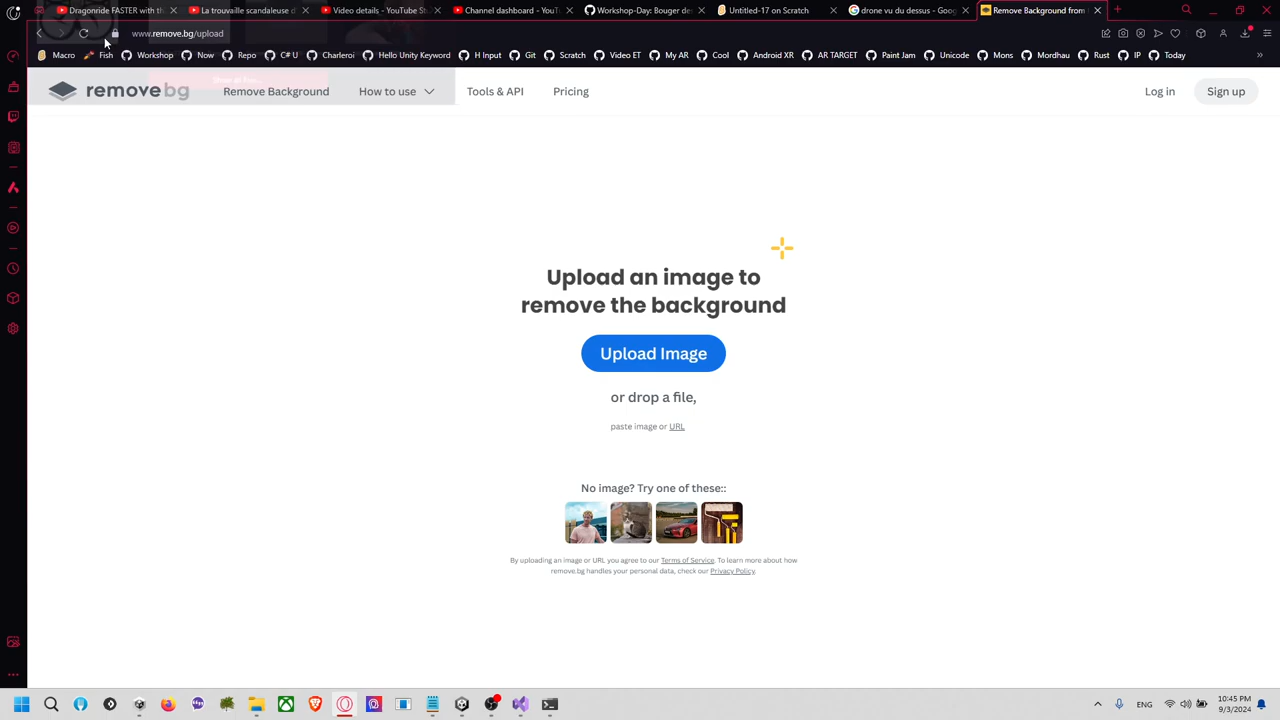 Dragonride FASTER with th
La trouvaille scandaleuse d
Video details - YouTube St
Channel dashboard - YouTu
Workshop-Day: Bouger des
Untitled-17 on Scratch
drone vu du dessus - Goog
Remove Background from I
www.remove.bg/upload
Macro
Fish
Workshop
Now
Repo
C# U
Charleroi
Hello Unity Keyword
H Input
Git
Scratch
Video ET
My AR
Cool
Android XR
AR TARGET
Paint Jam
Unicode
Mons
Mordhau
Rust
IP
Today
removebg
Remove Background
How to use
Tools & API
Pricing
Log in
Sign up
Upload an image to
remove the background
Upload Image
or drop a file,
paste image or URL
No image? Try one of these::
By uploading an image or URL you agree to our Terms of Service. To learn more about how
remove.bg handles your personal data, check our Privacy Policy.
ENG
10:45 PM
9/3/2024